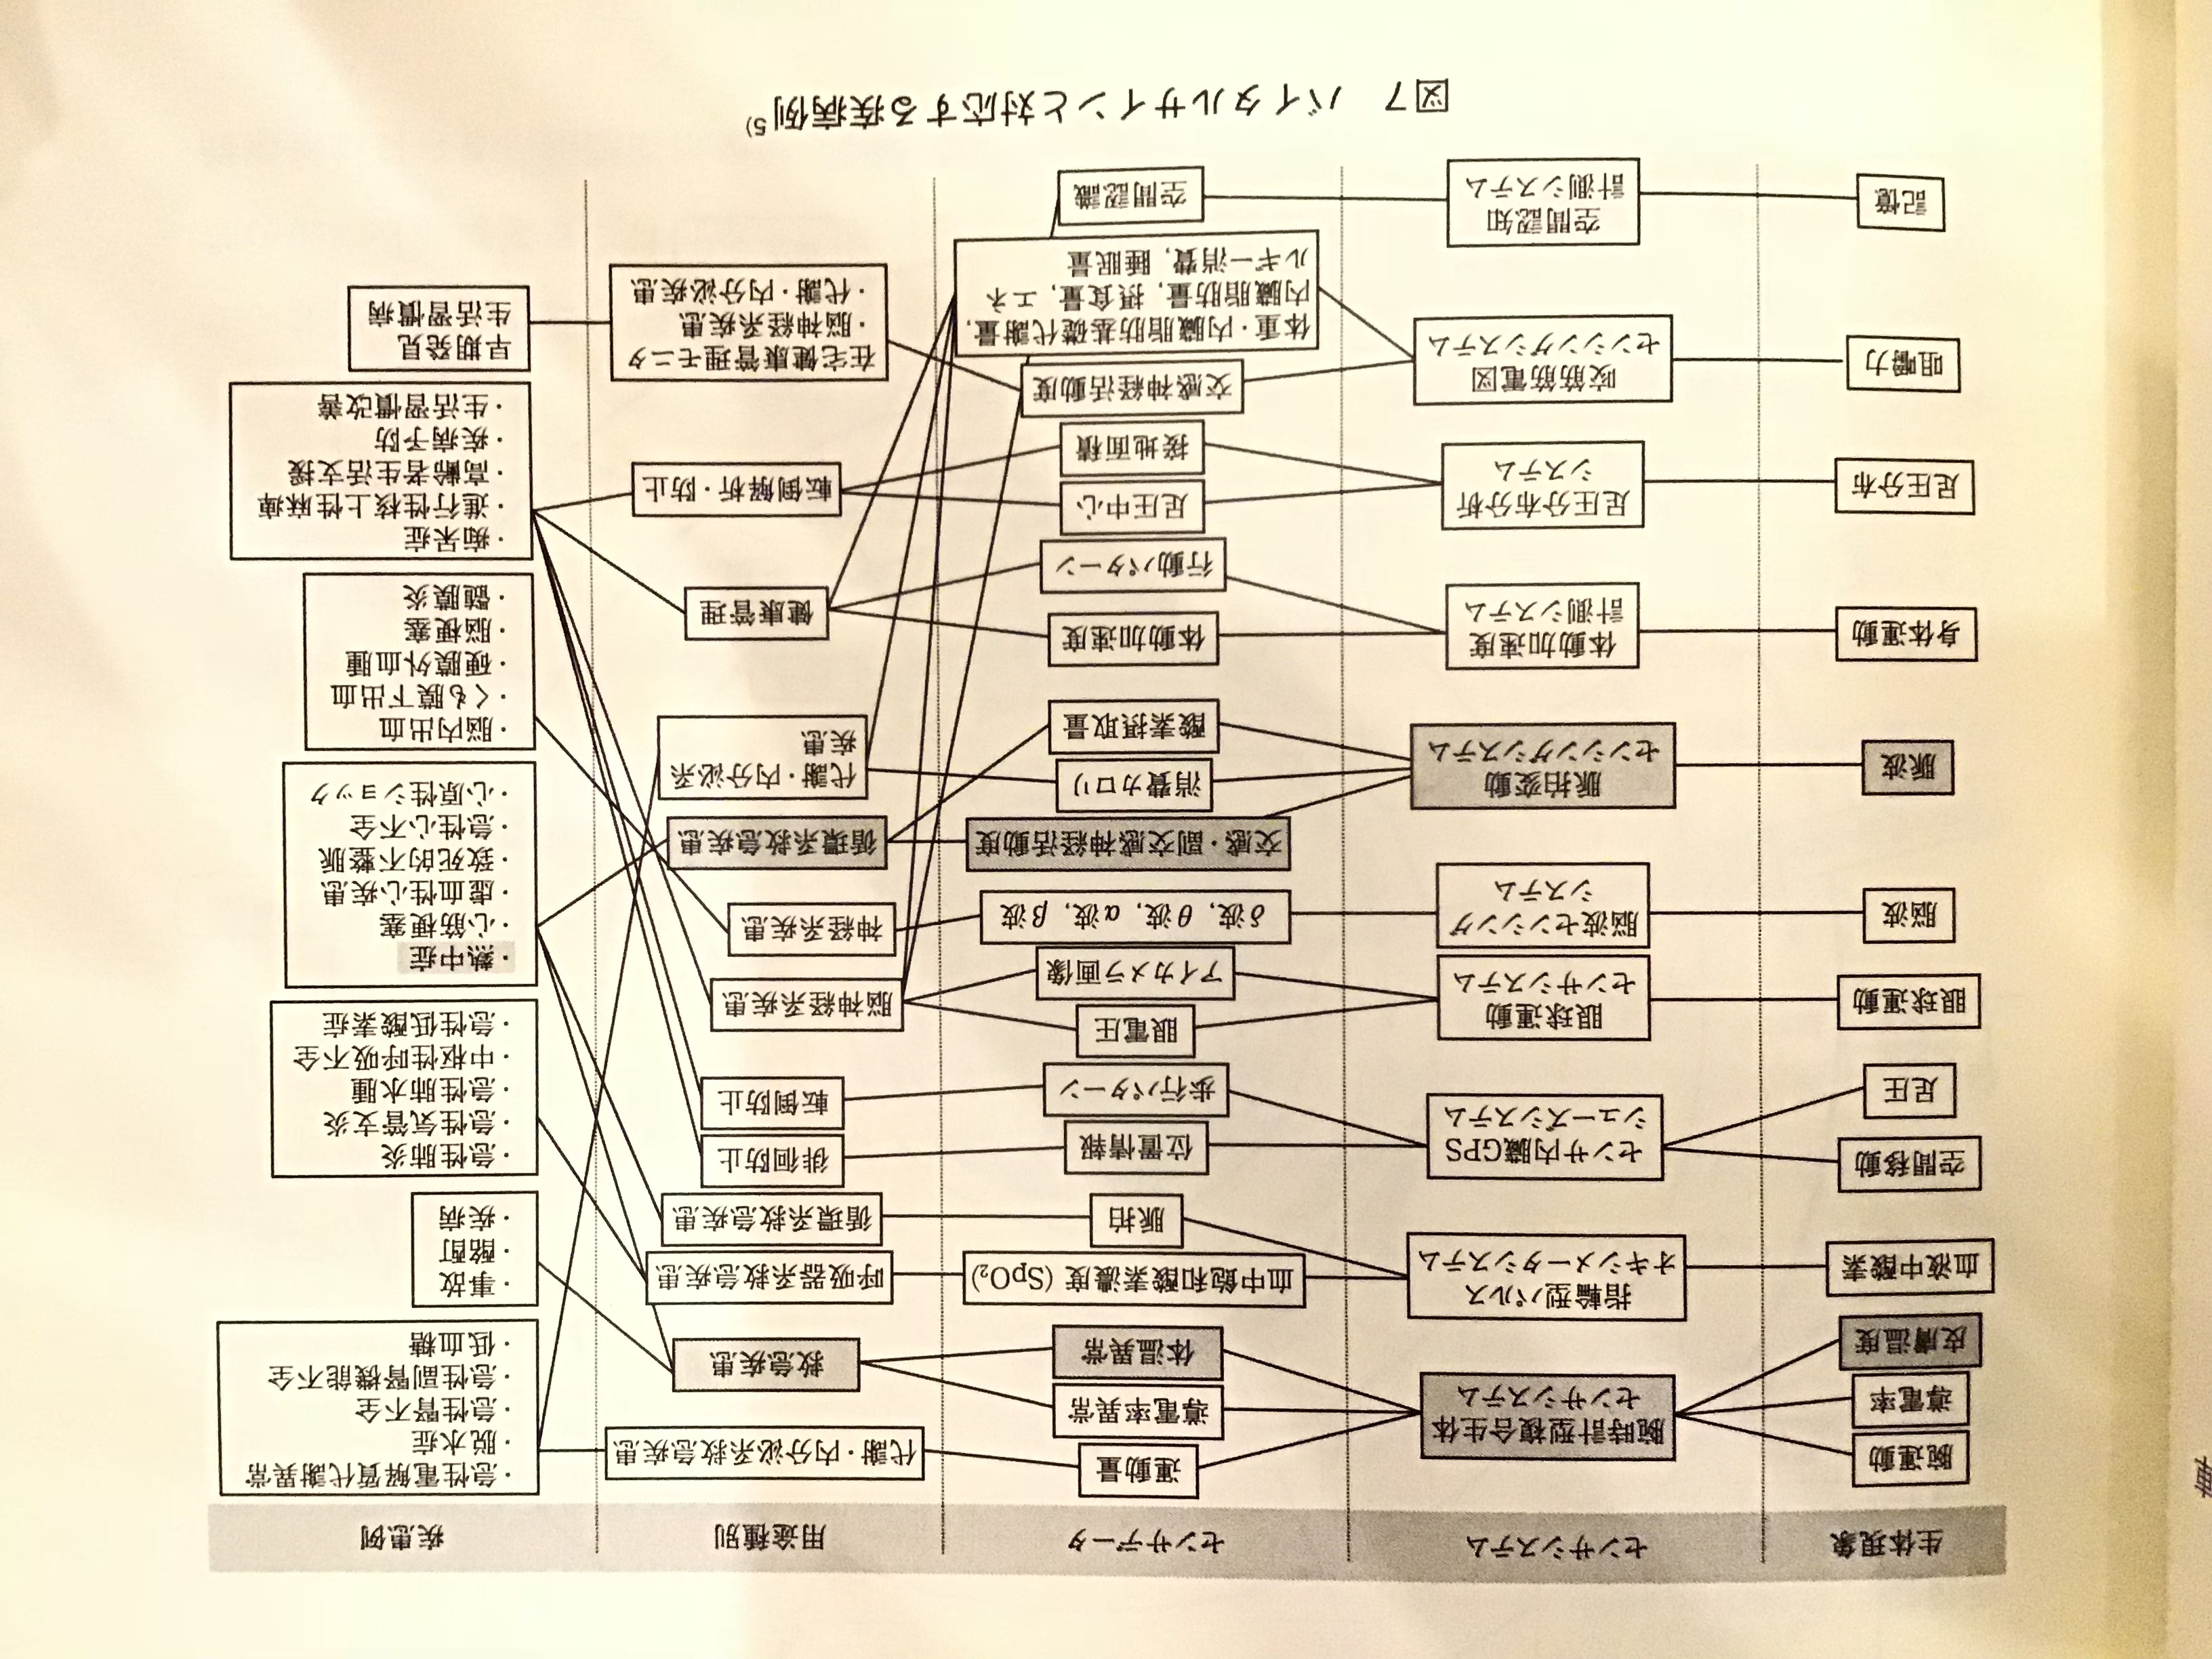 生体現象
センサシステム
センサデータ
用途種別
疾患例
腕運動
導電率
皮膚温度
血液中酸素
空間移動
足圧
眼球運動
脳波
脈波
身体運動
足圧分布
咀嚼力
記憶
腕時計型複合生体
センサシステム
指輪型パルス
オキシメータシステム
センサ内臓GPS
シューズシステム
眼球運動
センサシステム
脳波センシング
システム
脈拍変動
センシングシステム
体動加速度
計測システム
足圧分布分析
システム
咬筋筋電図
センシングシステム
空間認知
計測システム
運動量
導電率異常
体温異常
血中飽和酸素濃度 (SpO₂)
脈拍
位置情報
歩行パターン
眼電圧
アイカメラ画像
δ波, θ波, α波, β波
交感・副交感神経活動度
消費カロリ
酸素摂取量
体動加速度
行動パターン
足圧中心
接地面積
交感神経活動度
体重・内臓脂肪基礎代謝量,
内臓脂肪量, 摂食量, エネ
ルギー消費, 睡眠量
空間認識
代謝・内分泌系救急疾患
救急疾患
呼吸器系救急疾患
循環系救急疾患
徘徊防止
転倒防止
脳神経系疾患
神経系疾患
循環系救急疾患
代謝・内分泌系
疾患
健康管理
転倒解析・防止
在宅健康管理モニタ
・脳神経系疾患
・代謝・内分泌疾患
・急性電解質代謝異常
・脱水症
・急性腎不全
・急性副腎機能不全
・低血糖
・事故
・酩酊
・疾病
・急性肺炎
・急性気管支炎
・急性肺水腫
・中枢性呼吸不全
・急性低酸素症
・熱中症
・心筋梗塞
・虚血性心疾患
・致死的不整脈
・急性心不全
・心原性ショック
・脳内出血
・くも膜下出血
・硬膜外血腫
・脳梗塞
・髄膜炎
・痴呆症
・進行性核上性麻痺
・高齢者生活支援
・疾病予防
・生活習慣改善
早期発見
生活習慣病
図7 バイタルサインと対応する疾病例5)